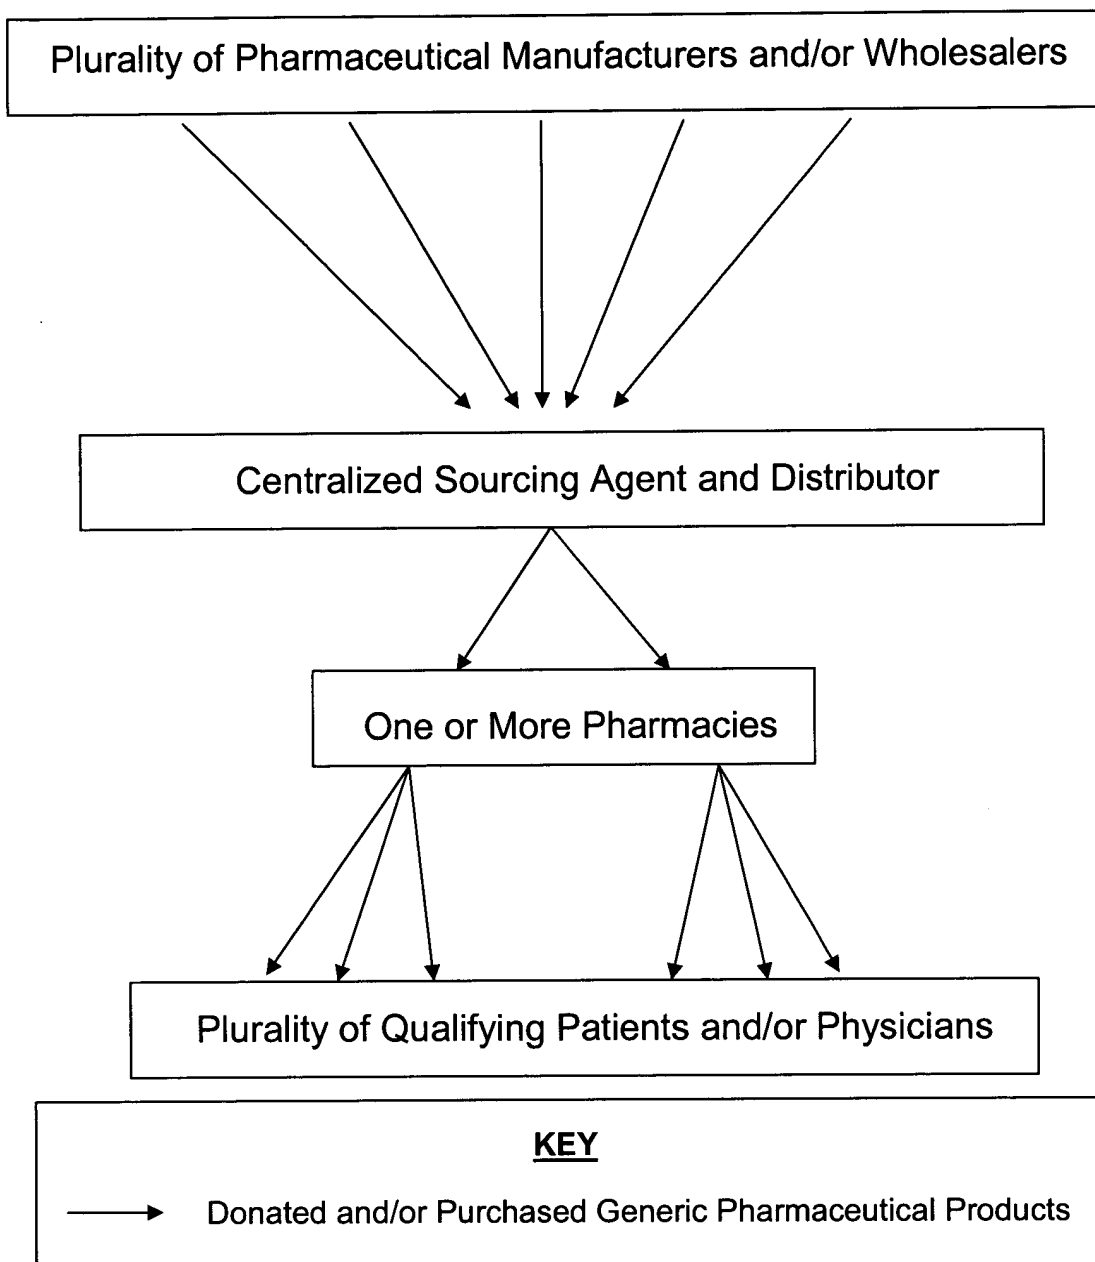 Plurality of Pharmaceutical Manufacturers and/or Wholesalers
Centralized Sourcing Agent and Distributor
One or More Pharmacies
Plurality of Qualifying Patients and/or Physicians
KEY
Donated and/or Purchased Generic Pharmaceutical Products